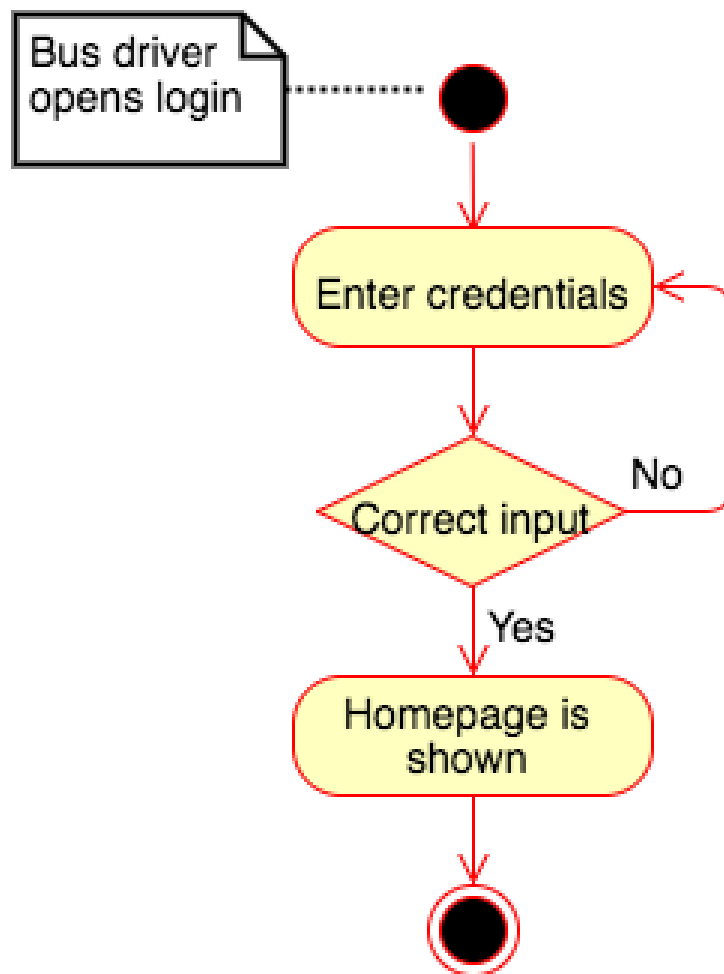 Bus driver
opens login
Enter credentials
Correct input
No
Yes
Homepage is
shown